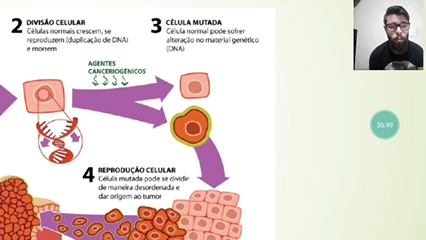 2 DIVISÃO CELULAR
Células normais crescem, se
reproduzem (duplicação de DNA)
e morrem
3 CÉLULA MUTADA
Célula normal pode sofrer
alteração no material genético
(DNA)
AGENTES
CANCERIOGÊNICOS
4 REPRODUÇÃO CELULAR
Célula mutada pode se dividir
de maneira desordenada e
dar origem ao tumor
36:49